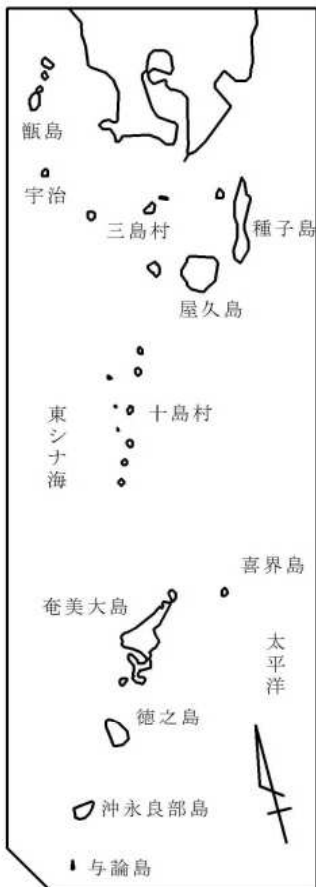 甑島
宇治
三島村
種子島
屋久島
十島村
東シナ海
喜界島
奄美大島
太平洋
徳之島
沖永良部島
与論島